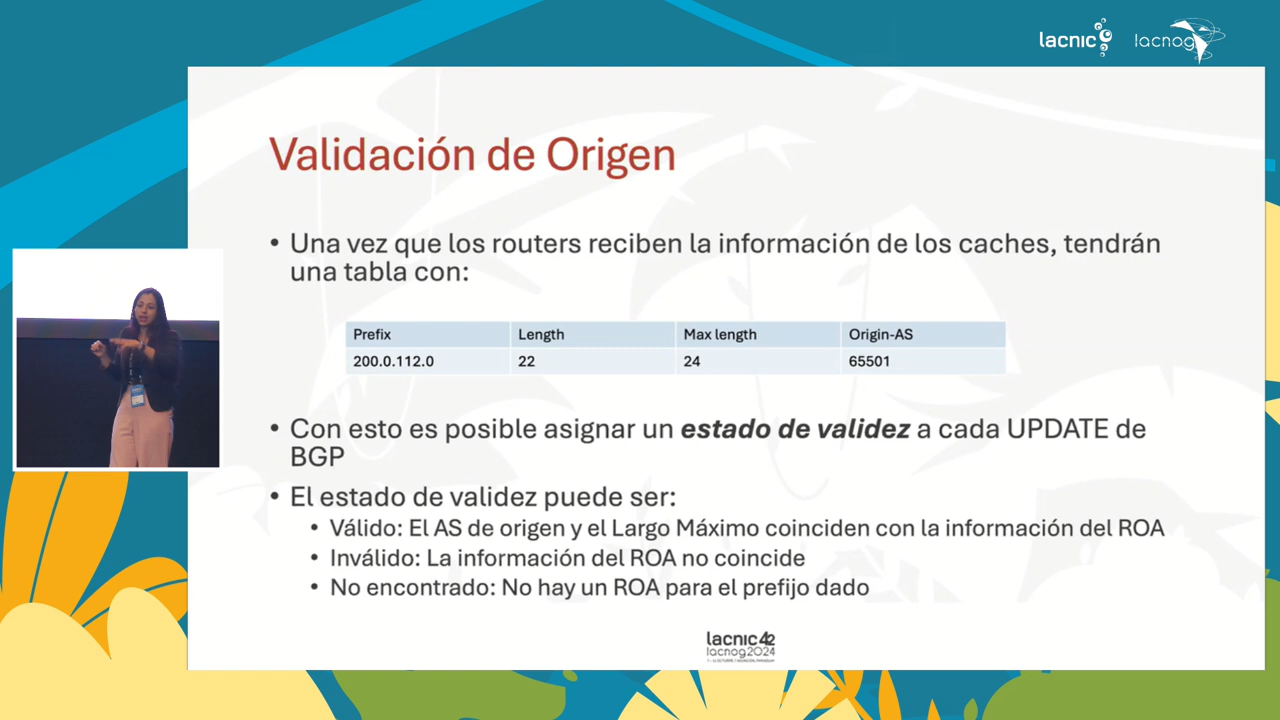 lacnic
lacnog
Validación de Origen
• Una vez que los routers reciben la información de los caches, tendrán
una tabla con:
Prefix Length Max length Origin-AS
200.0.112.0 22 24 65501
• Con esto es posible asignar un estado de validez a cada UPDATE de
BGP
• El estado de validez puede ser:
• Válido: El AS de origen y el Largo Máximo coinciden con la información del ROA
• Inválido: La información del ROA no coincide
• No encontrado: No hay un ROA para el prefijo dado
lacnic42
lacnog2024